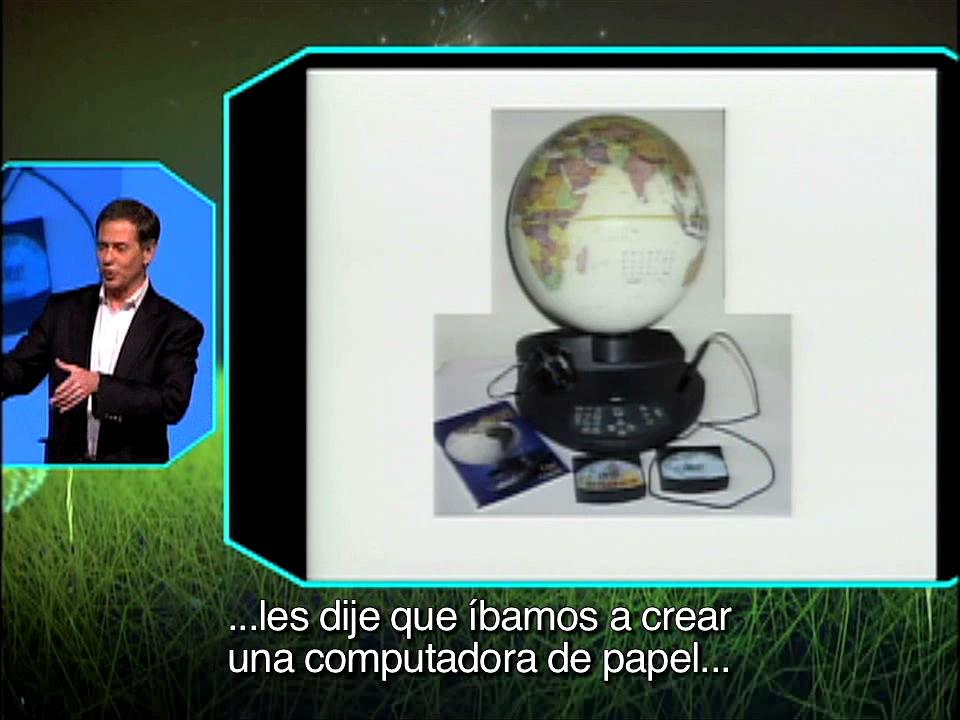 ...les dije que íbamos a crear
una computadora de papel...